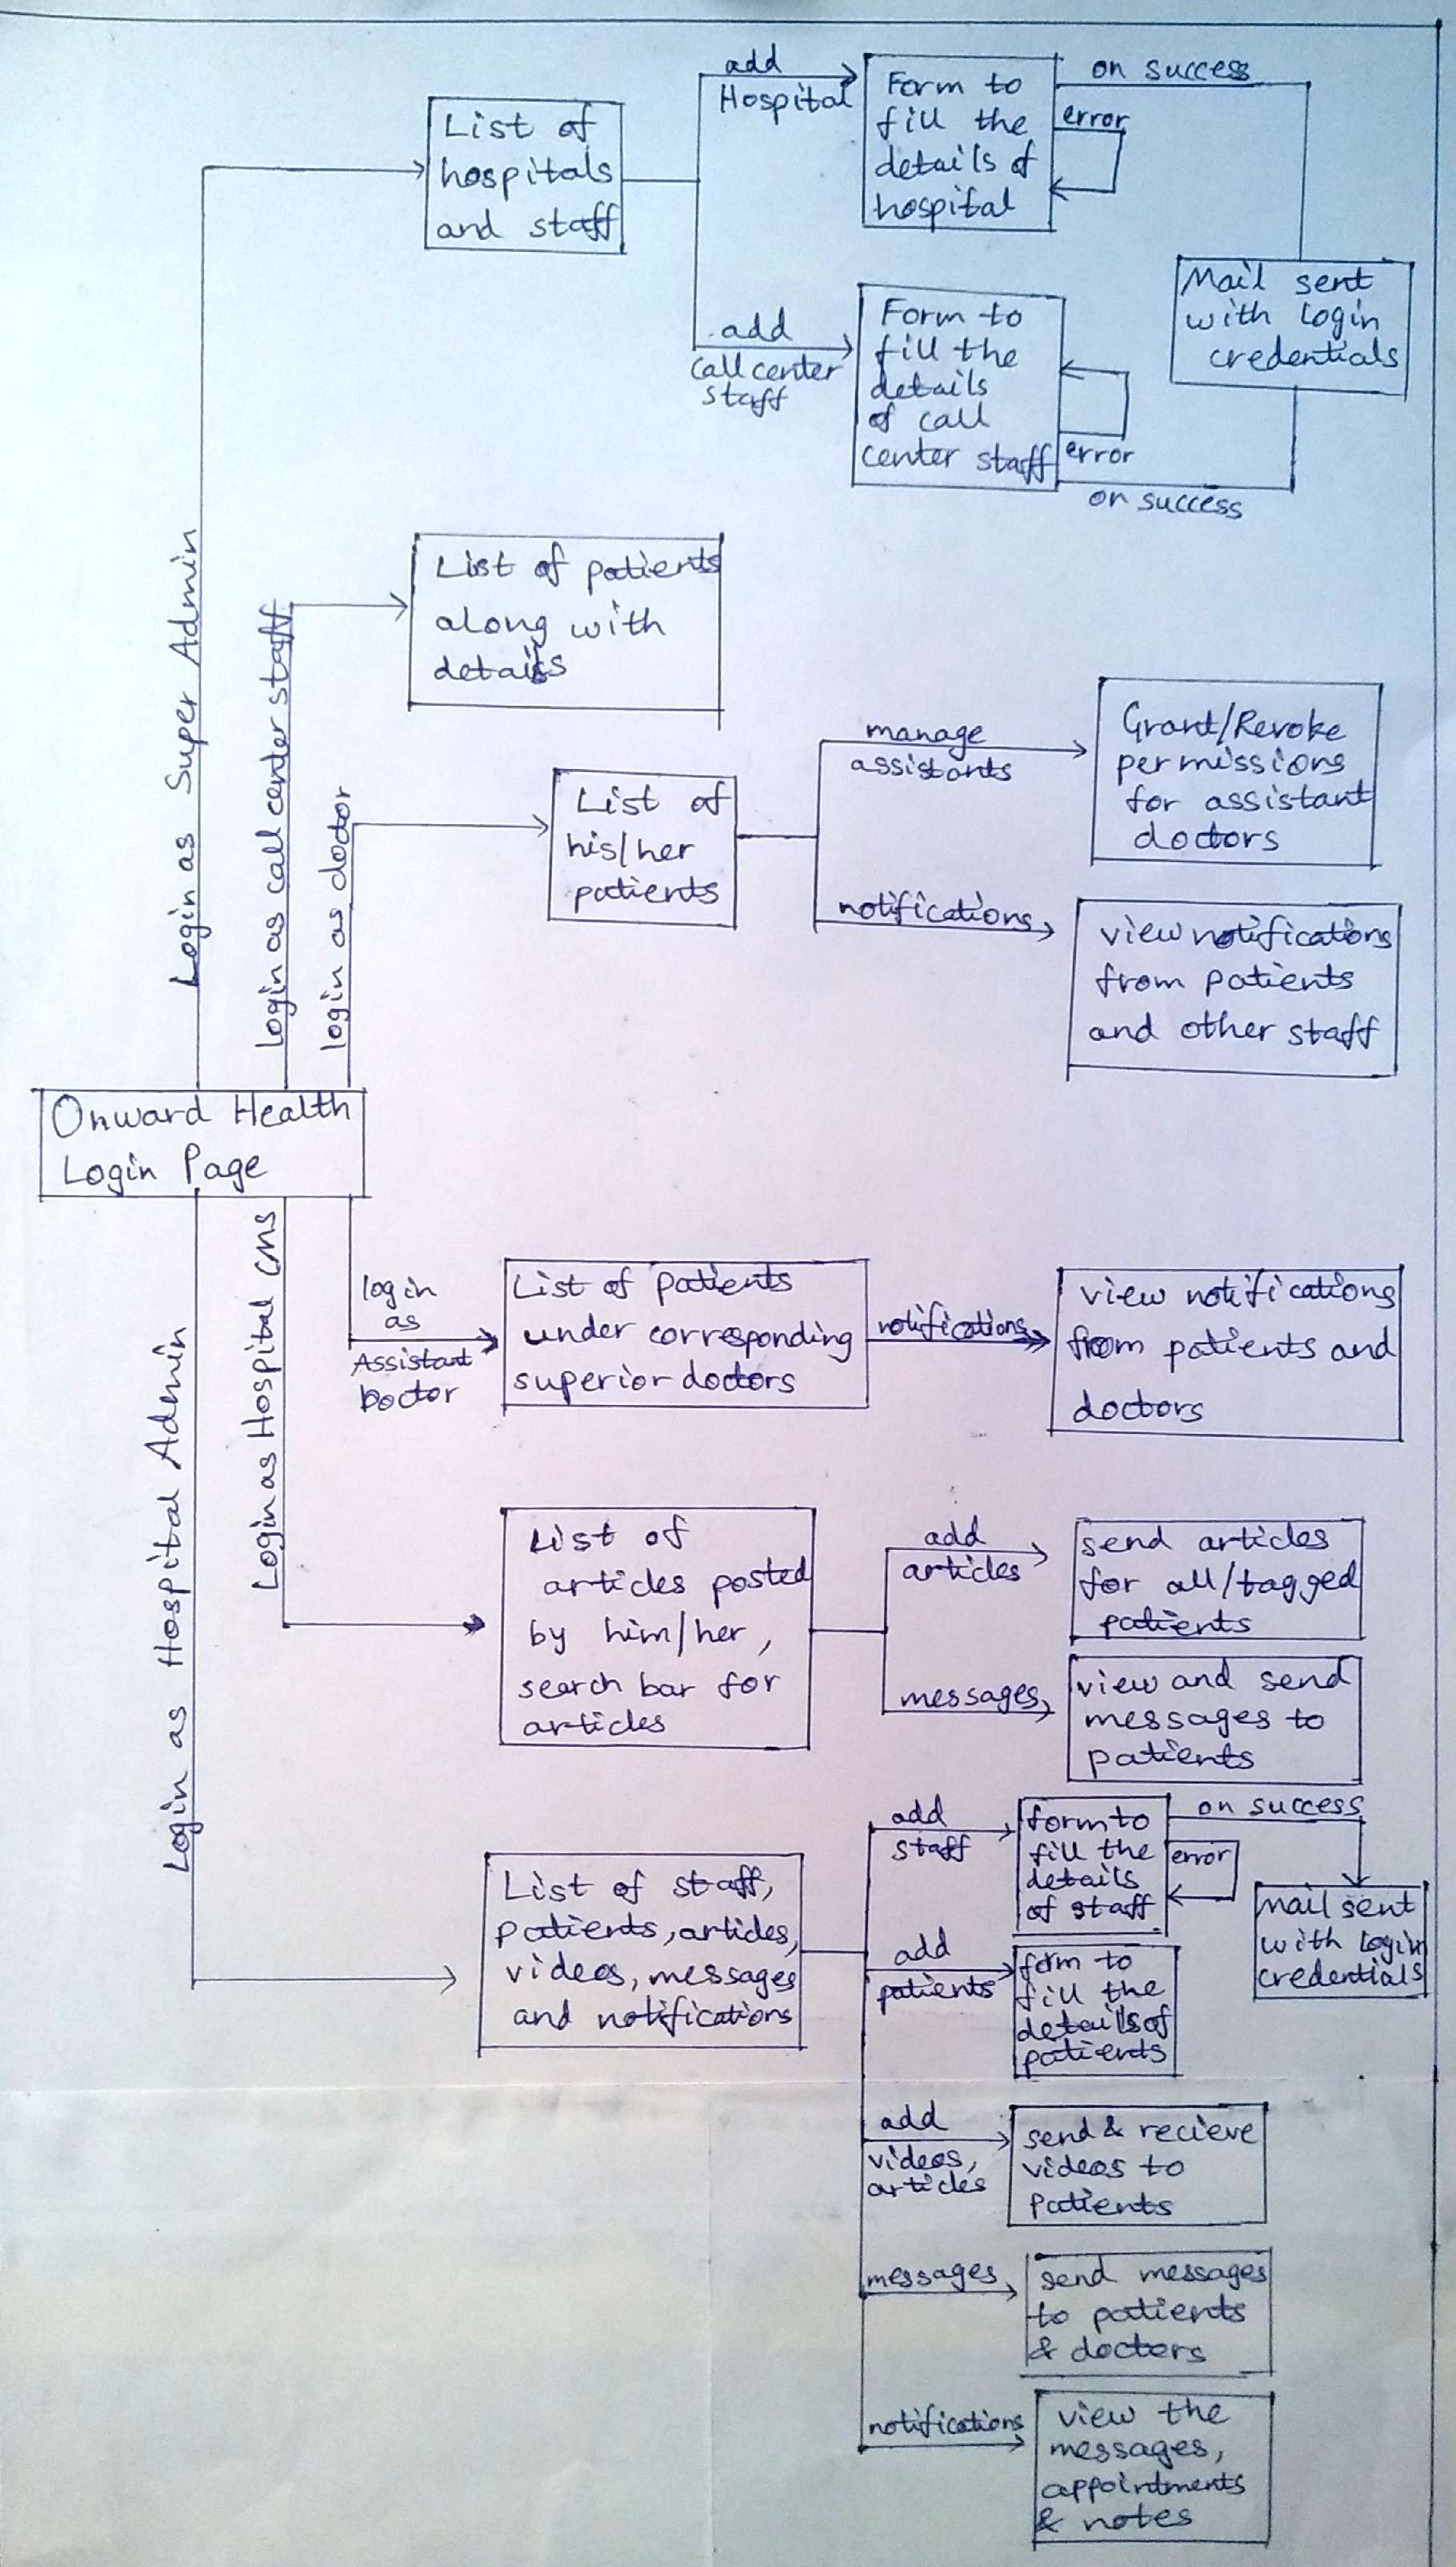 add
Hospital
Form to
fill the
details of
hospital
on success
error
List of
hospitals
and staff
Mail sent
with login
credentials
add
call center
staff
Form to
fill the
details
of call
center staff
error
on success
Login as Super Admin
Login as call center staff
login as doctor
List of patients
along with
details
List of
his/her
patients
manage
assistants
Grant/Revoke
permissions
for assistant
doctors
notifications
view notifications
from patients
and other staff
Onward Health
Login Page
Login as Hospital Admin
Login as Hospital CMS
login
as
Assistant
Doctor
List of patients
under corresponding
superior doctors
notifications
view notifications
from patients and
doctors
List of
articles posted
by him/her,
search bar for
articles
add
articles
send articles
for all/tagged
patients
messages
view and send
messages to
patients
List of staff,
patients, articles,
videos, messages
and notifications
add
staff
form to
fill the
details
of staff
on success
error
mail sent
with login
credentials
add
patients
form to
fill the
details of
patients
add
videos,
articles
send & recieve
videos to
patients
messages
send messages
to patients
& doctors
notifications
view the
messages,
appointments
& notes